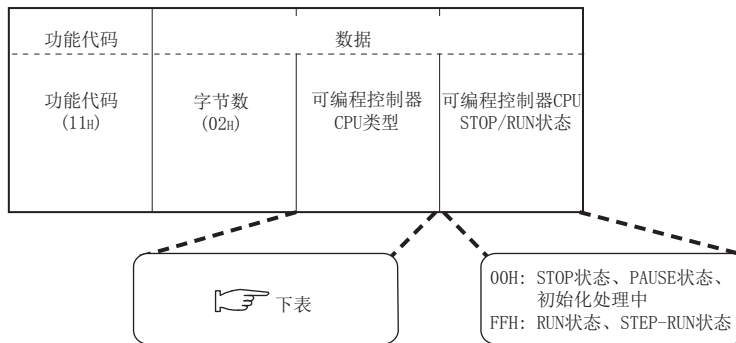 功能代码
数据
功能代码
(11H)
字节数
(02H)
可编程控制器
CPU类型
可编程控制器CPU
STOP/RUN状态
下表
00H: STOP状态、PAUSE状态、
初始化处理中
FFH: RUN状态、STEP-RUN状态